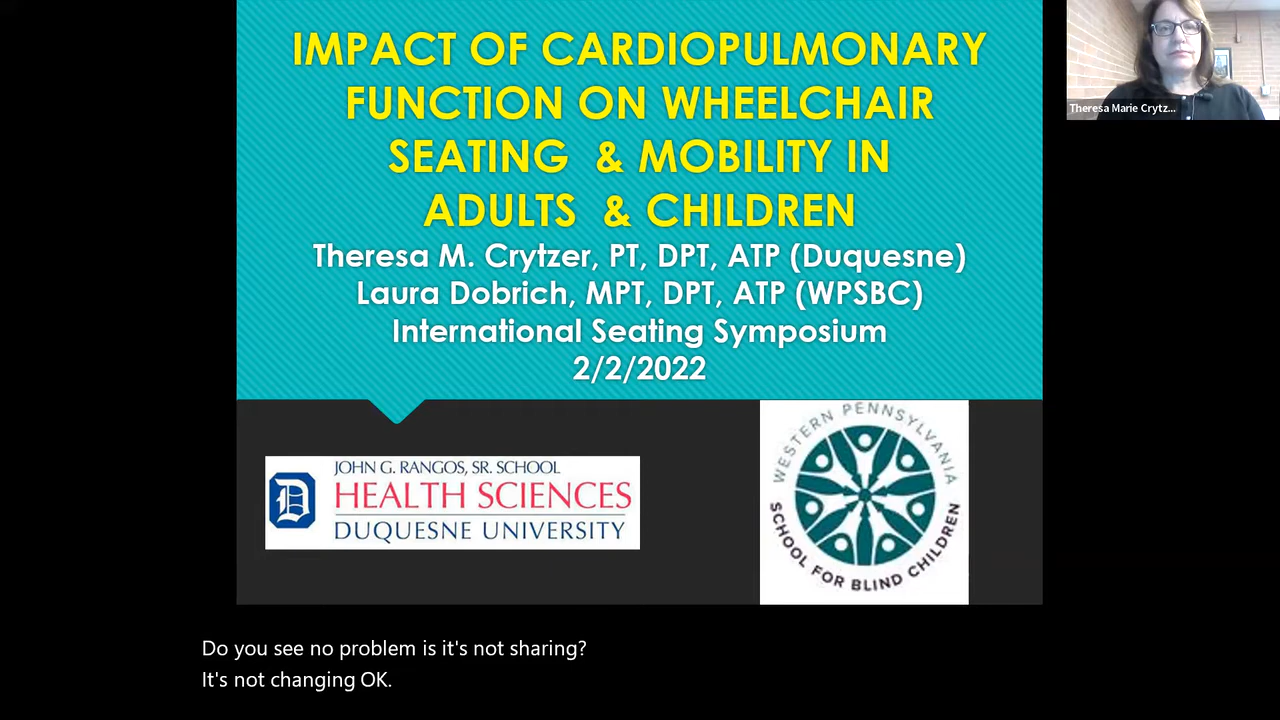 IMPACT OF CARDIOPULMONARY
FUNCTION ON WHEELCHAIR
SEATING & MOBILITY IN
ADULTS & CHILDREN
Theresa M. Crytzer, PT, DPT, ATP (Duquesne)
Laura Dobrich, MPT, DPT, ATP (WPSBC)
International Seating Symposium
2/2/2022
Theresa Marie Crytz...
D
JOHN G. RANGOS, SR. SCHOOL
HEALTH SCIENCES
DUQUESNE UNIVERSITY
WESTERN PENNSYLVANIA
SCHOOL FOR BLIND CHILDREN
Do you see no problem is it's not sharing?
It's not changing OK.